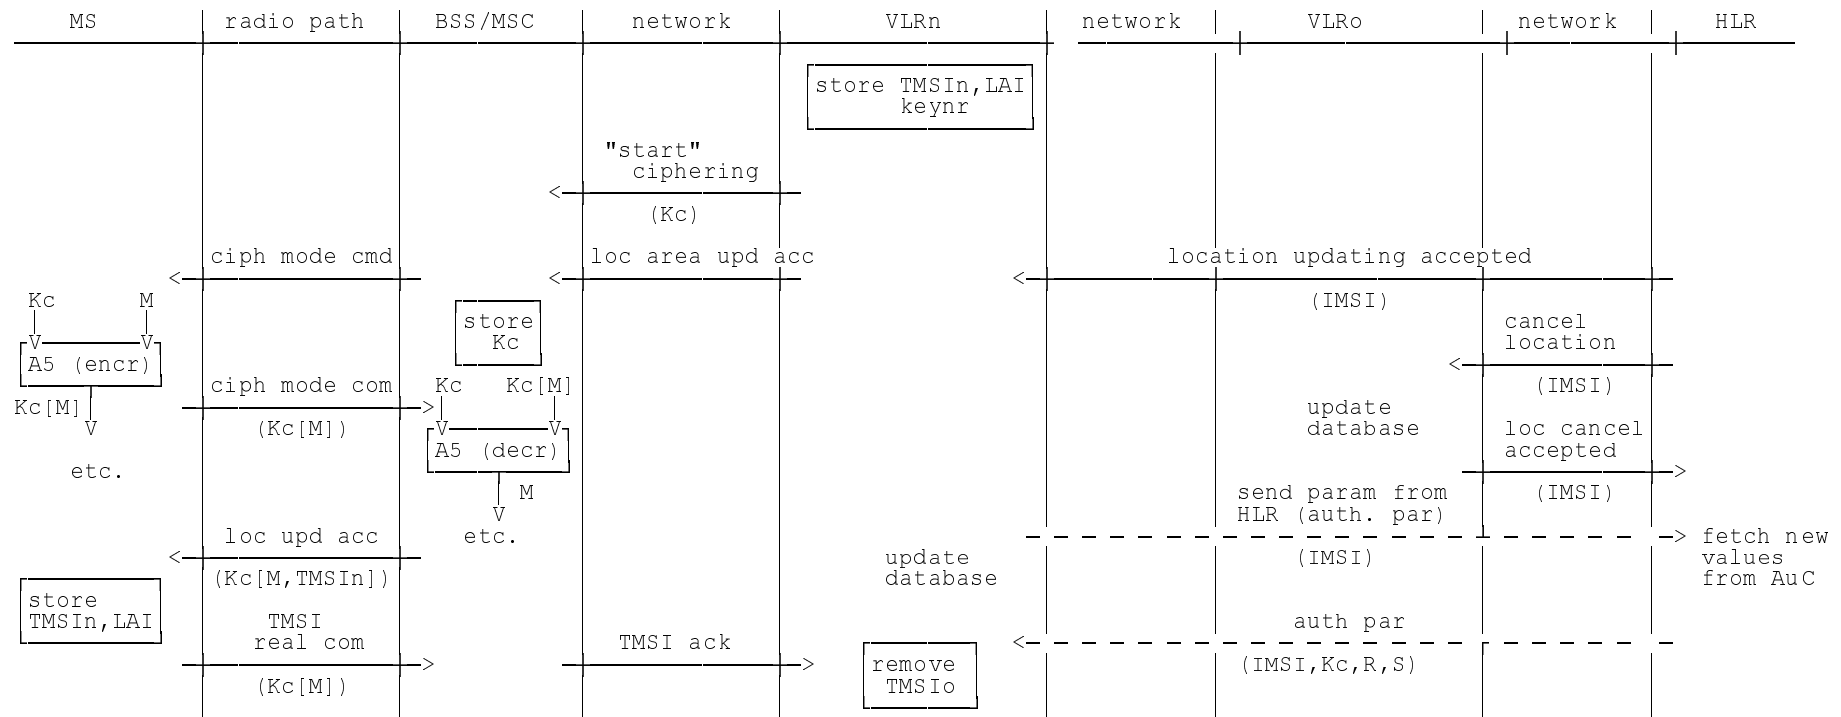 MS radio path BSS/MSC network VLRn network VLRo network HLR
store TMSIn,LAI
keynr
"start"
ciphering
<
(Kc)
ciph mode cmd loc area upd acc location updating accepted
< < <
Kc M (IMSI)
store cancel
V V Kc location
A5 (encr) <
ciph mode com Kc Kc[M] (IMSI)
Kc[M] > update
V (Kc[M]) V V database loc cancel
A5 (decr) accepted
etc. >
M send param from (IMSI)
V HLR (auth. par)
loc upd acc etc. > fetch new
< update (IMSI) values
(Kc[M,TMSIn]) database from AuC
store
TMSIn,LAI TMSI auth par
real com TMSI ack <
> > remove (IMSI,Kc,R,S)
(Kc[M]) TMSIo